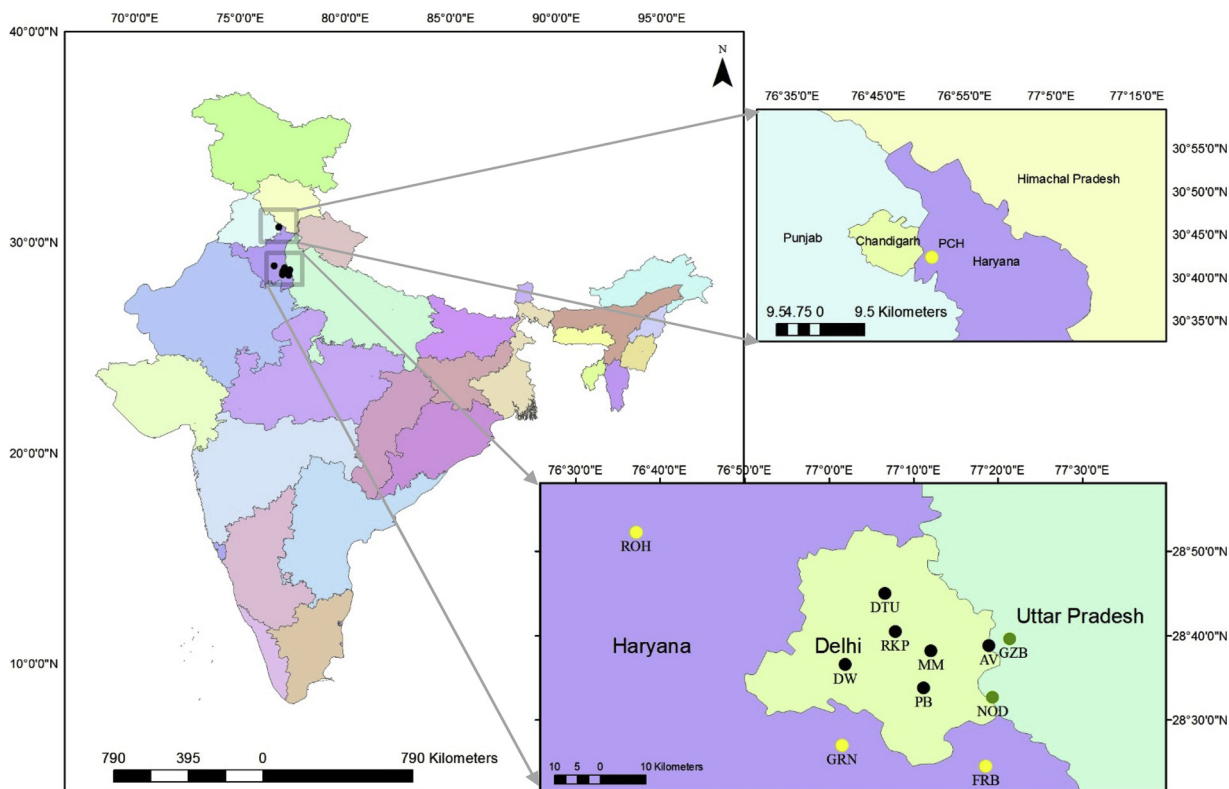 70°0'0"E 75°0'0"E 80°0'0"E 85°0'0"E 90°0'0"E 95°0'0"E
40°0'0"N
30°0'0"N
20°0'0"N
10°0'0"N
N
790 395 0 790 Kilometers
76°35'0"E 76°45'0"E 76°55'0"E 77°5'0"E 77°15'0"E
30°55'0"N
30°50'0"N
30°45'0"N
30°40'0"N
30°35'0"N
Himachal Pradesh
Punjab
Chandigarh
PCH
Haryana
9.54.75 0 9.5 Kilometers
76°30'0"E 76°40'0"E 76°50'0"E 77°0'0"E 77°10'0"E 77°20'0"E 77°30'0"E
28°50'0"N
28°40'0"N
28°30'0"N
ROH
DTU
Uttar Pradesh
Haryana
Delhi
RKP
MM
AV
GZB
DW
PB
NOD
GRN
FRB
10 5 0 10 Kilometers